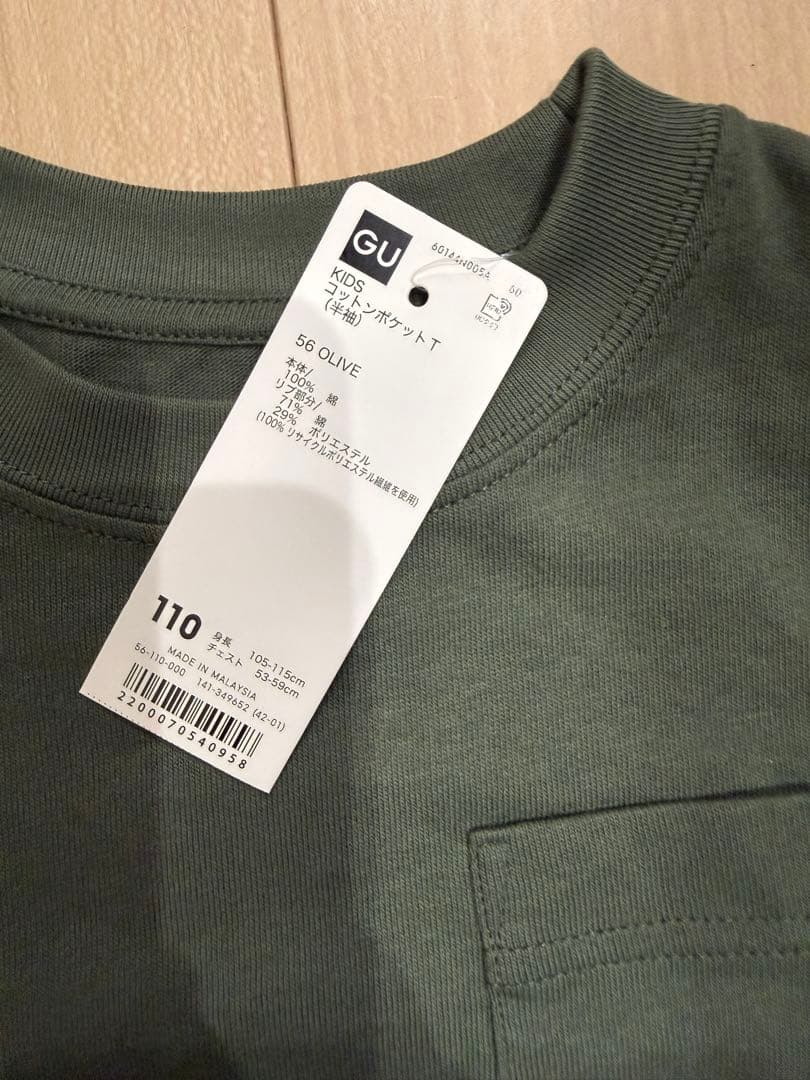 GU
KIDS
コットンポケットT
(半袖)
56 OLIVE
本体/
100% 綿
リブ部分/
71% 綿
29% ポリエステル
(100% リサイクルポリエステル繊維を使用)
110
身長 105-115cm
チェスト 53-59cm
MADE IN MALAYSIA
56-110-000 141-349652 (42-01)
2200070540958